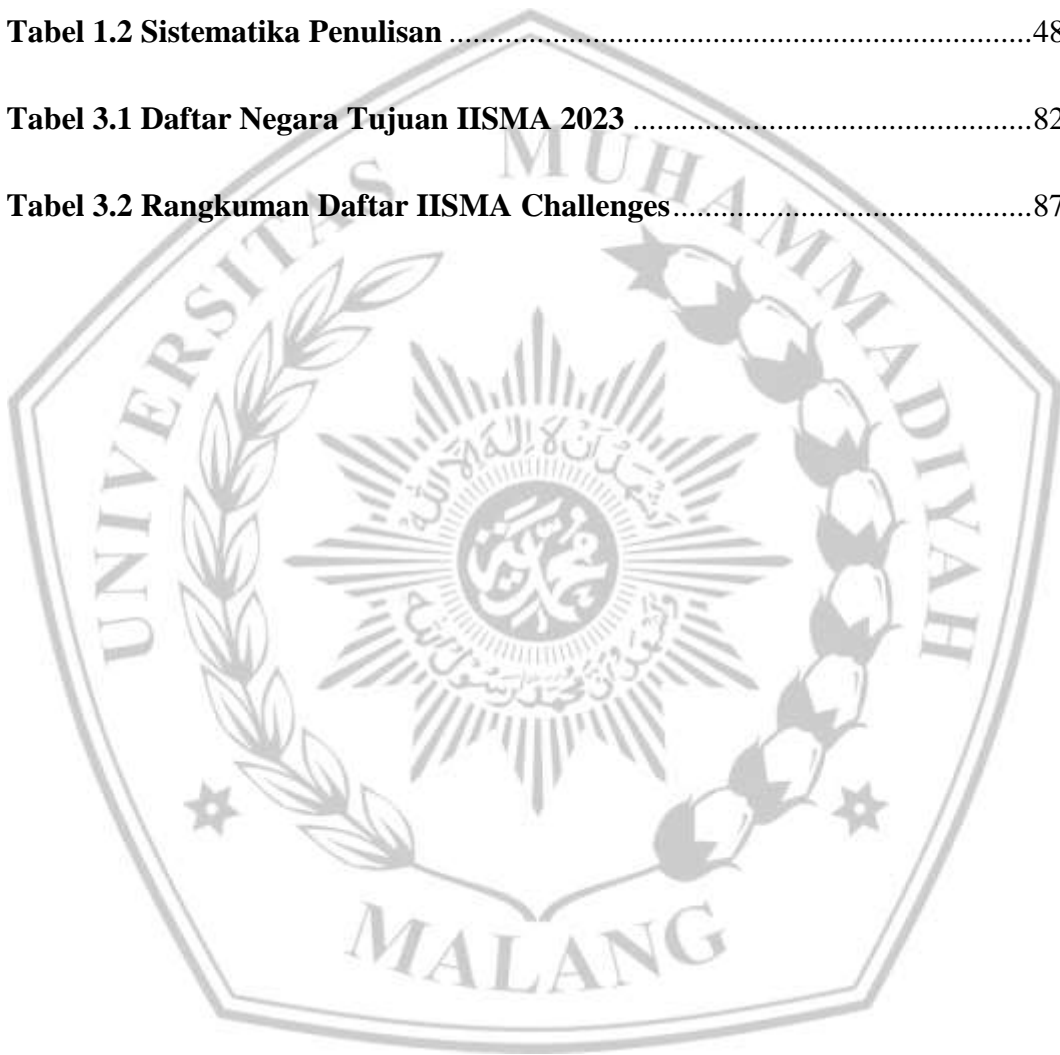 Tabel 1.2 Sistematika Penulisan ........................................................................48
Tabel 3.1 Daftar Negara Tujuan IISMA 2023 .................................................82
Tabel 3.2 Rangkuman Daftar IISMA Challenges............................................87
UNIVERSITAS MUHAMMADIYAH
MALANG